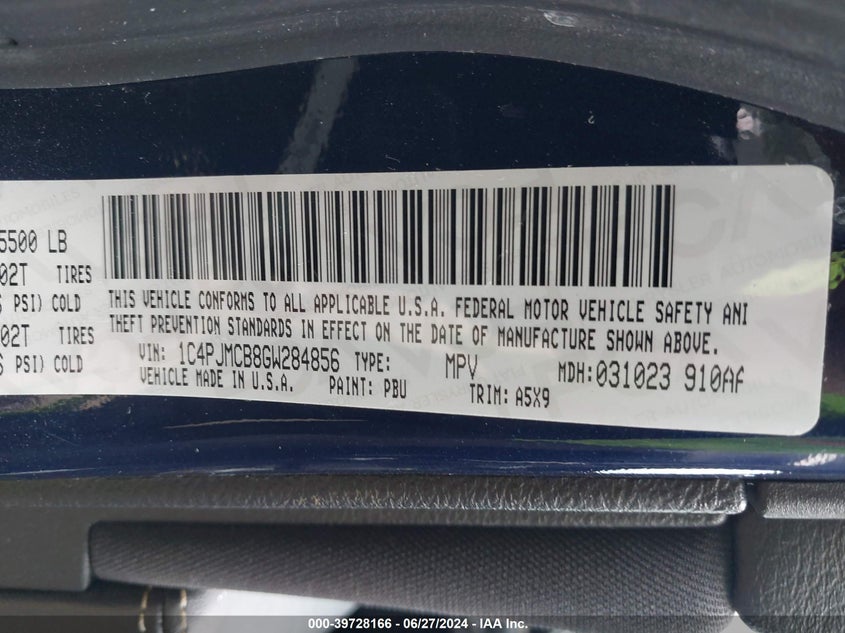 5500 LB
02T TIRES
PSI) COLD
02T TIRES
PSI) COLD
THIS VEHICLE CONFORMS TO ALL APPLICABLE U.S.A. FEDERAL MOTOR VEHICLE SAFETY AND
THEFT PREVENTION STANDARDS IN EFFECT ON THE DATE OF MANUFACTURE SHOWN ABOVE.
VIN: 1C4PJMCB8GW284856 TYPE: MPV MDH:031023 910AF
VEHICLE MADE IN U.S.A. PAINT: PBU TRIM: A5X9
000-39728166 - 06/27/2024 - IAA Inc.